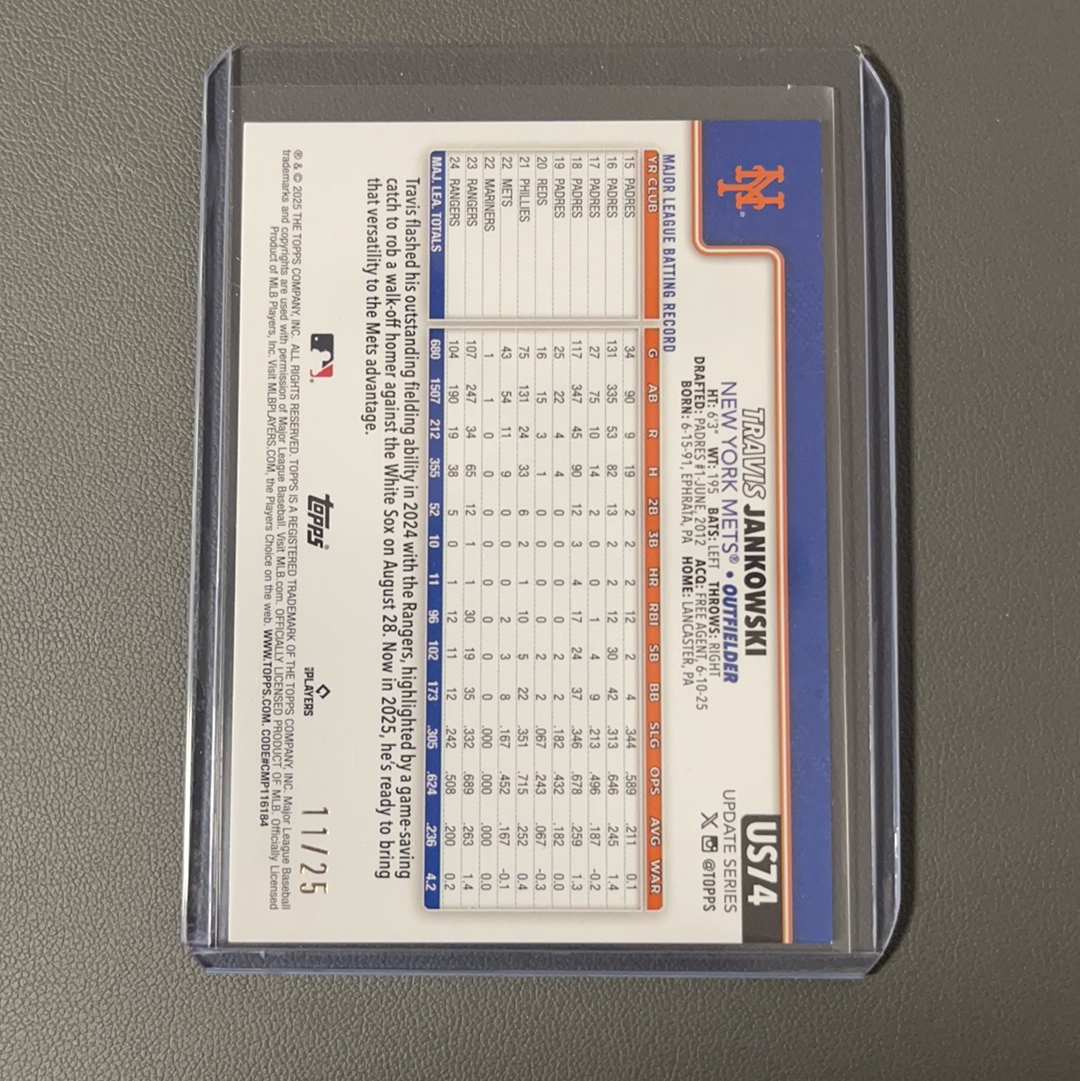 NY
TRAVIS JANKOWSKI
NEW YORK METS® • OUTFIELDER
HT: 6'3" WT: 195 BATS: LEFT THROWS: RIGHT
DRAFTED: PADRES #1-JUNE, 2012 ACQ: FREE AGENT, 6-10-25
BORN: 6-15-91, EPHRATA, PA HOME: LANCASTER, PA
US74
UPDATE SERIES
X @TOPPS
MAJOR LEAGUE BATTING RECORD
YR CLUB G AB R H 2B 3B HR RBI SB BB SLG OPS AVG WAR
15 PADRES 34 90 9 19 2 2 2 12 2 4 .344 .589 .211 0.1
16 PADRES 131 335 53 82 13 2 2 12 30 42 .313 .646 .245 1.4
17 PADRES 27 75 10 14 2 0 0 1 4 9 .213 .496 .187 -0.2
18 PADRES 117 347 45 90 12 3 4 17 24 37 .346 .678 .259 1.3
19 PADRES 25 22 4 4 0 0 0 0 2 2 .182 .432 .182 0.0
20 REDS 16 15 3 1 0 0 0 0 2 2 .067 .243 .067 -0.3
21 PHILLIES 75 131 24 33 6 2 1 10 5 22 .351 .715 .252 0.4
22 METS 43 54 11 9 0 0 0 2 3 8 .167 .452 .167 -0.1
22 MARINERS 1 1 0 0 0 0 0 0 0 0 .000 .000 .000 0.0
23 RANGERS 107 247 34 65 12 1 1 30 19 35 .332 .689 .263 1.4
24 RANGERS 104 190 19 38 5 0 1 12 11 12 .242 .508 .200 0.2
MAJ. LEA. TOTALS 680 1507 212 355 52 10 11 96 102 173 .305 .624 .236 4.2
Travis flashed his outstanding fielding ability in 2024 with the Rangers, highlighted by a game-saving
catch to rob a walk-off homer against the White Sox on August 28. Now in 2025, he's ready to bring
that versatility to the Mets advantage.
topps®
PLAYERS
11/25
® & © 2025 THE TOPPS COMPANY, INC. ALL RIGHTS RESERVED. TOPPS IS A REGISTERED TRADEMARK OF THE TOPPS COMPANY, INC. Major League Baseball
trademarks and copyrights are used with permission of Major League Baseball. Visit MLB.com. OFFICIALLY LICENSED PRODUCT OF MLB. Officially Licensed
Product of MLB Players, Inc. Visit MLBPLAYERS.COM, the Players Choice on the web. WWW.TOPPS.COM. CODE#CMP116184